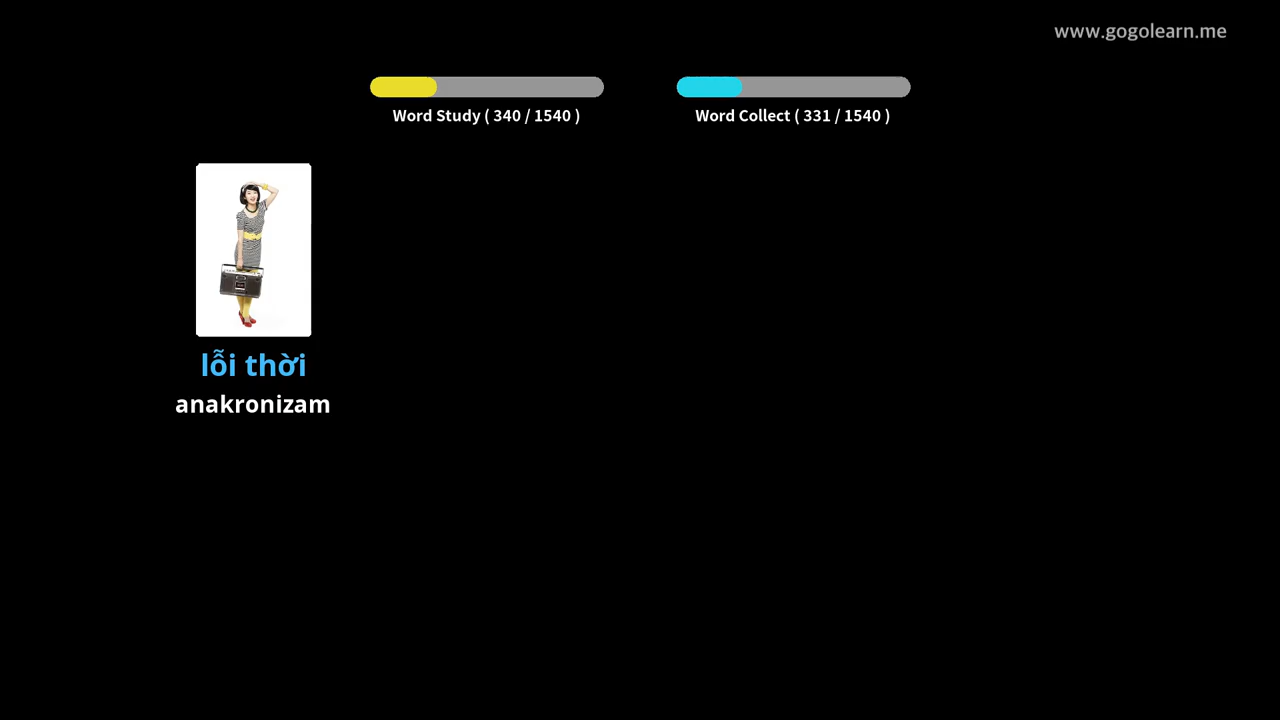 www.gogolearn.me
Word Study ( 340 / 1540 )
Word Collect ( 331 / 1540 )
lỗi thời
anakronizam